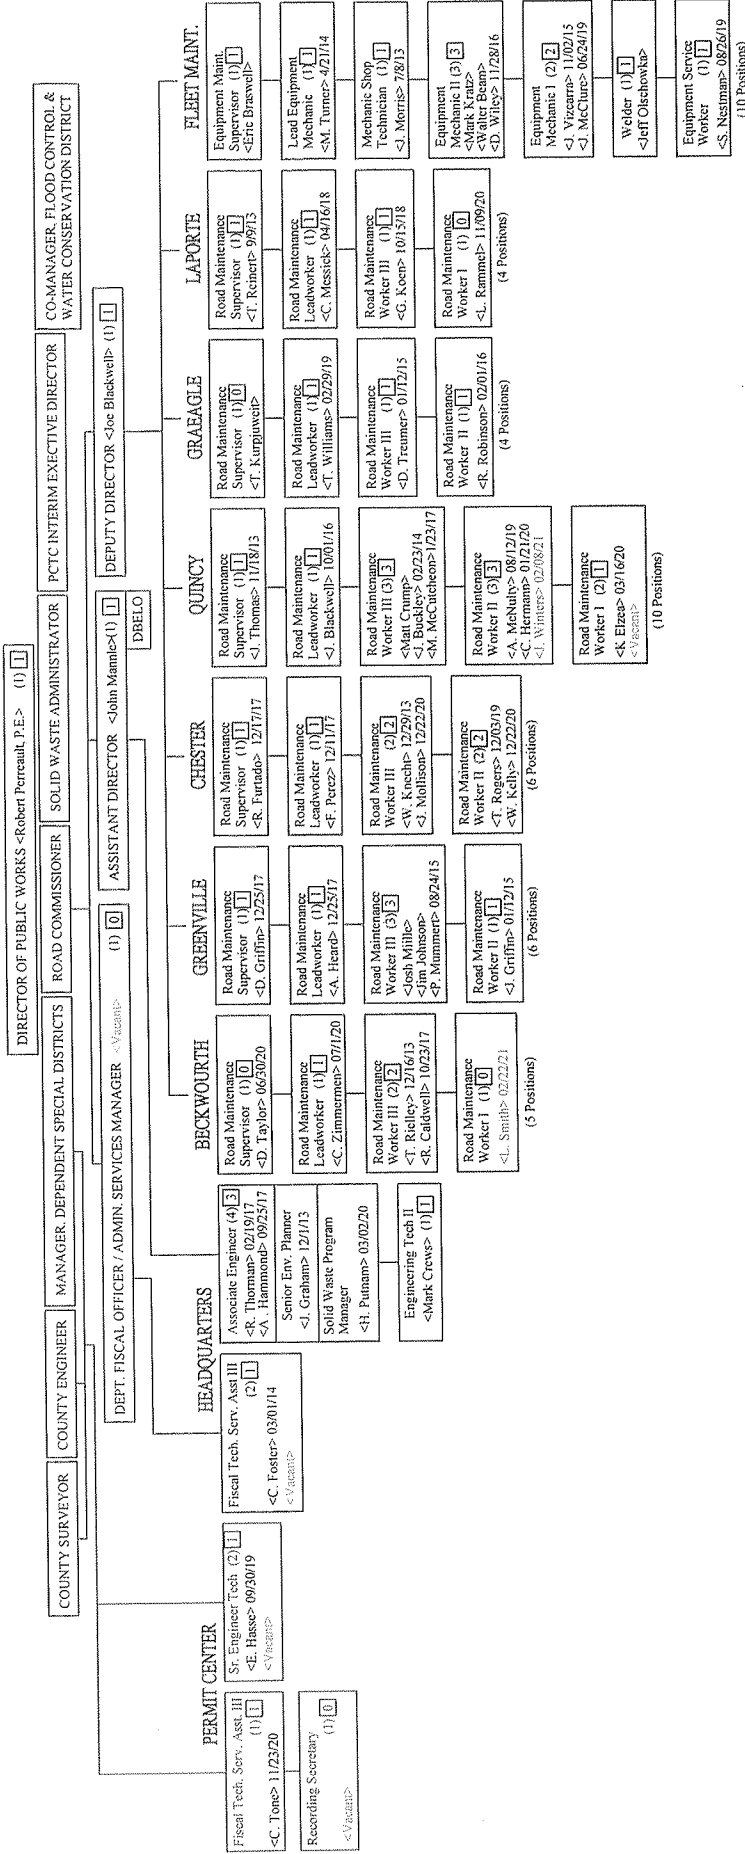 DIRECTOR OF PUBLIC WORKS <Robert Perreault, P.E.> (1) 1
COUNTY SURVEYOR
COUNTY ENGINEER
MANAGER, DEPENDENT SPECIAL DISTRICTS
ROAD COMMISSIONER
SOLID WASTE ADMINISTRATOR
PCTC INTERIM EXECTIVE DIRECTOR
CO-MANAGER, FLOOD CONTROL &
WATER CONSERVATION DISTRICT
DEPT. FISCAL OFFICER / ADMIN. SERVICES MANAGER <Vacant> (1) 0
ASSISTANT DIRECTOR <John Mannle>(1) 1
DBELO
DEPUTY DIRECTOR <Joe Blackwell> (1) 1
PERMIT CENTER
Fiscal Tech. Serv. Asst. III
(1) 1
<C. Tone> 11/23/20
Recording Secretary
(1) 0
<Vacant>
Sr. Engineer Tech (2) 1
<E. Hasse> 09/30/19
<Vacant>
HEADQUARTERS
Fiscal Tech. Serv. Asst III
(2) 1
<C. Foster> 03/01/14
<Vacant>
Associate Engineer (4) 3
<R. Thorman> 02/19/17
<A . Hammond> 09/25/17
Senior Env. Planner
<J. Graham> 12/1/13
Solid Waste Program
Manager
<H. Putnam> 03/02/20
Engineering Tech II
<Mark Crews> (1) 1
BECKWOURTH
Road Maintenance
Supervisor (1) 0
<D. Taylor> 06/30/20
Road Maintenance
Leadworker (1) 1
<C. Zimmermen> 07/1/20
Road Maintenance
Worker III (2) 2
<T. Rielley> 12/16/13
<R. Caldwell> 10/23/17
Road Maintenance
Worker I (1) 0
<L. Smith> 02/22/21
(5 Positions)
GREENVILLE
Road Maintenance
Supervisor (1) 1
<D. Griffin> 12/25/17
Road Maintenance
Leadworker (1) 1
<A. Heard> 12/25/17
Road Maintenance
Worker III (3) 3
<Josh Miille>
<Jim Johnson>
<P. Mummert> 08/24/15
Road Maintenance
Worker II (1) 1
<J. Griffin> 01/12/15
(6 Positions)
CHESTER
Road Maintenance
Supervisor (1) 1
<R. Furtado> 12/17/17
Road Maintenance
Leadworker (1) 1
<F. Perez> 12/11/17
Road Maintenance
Worker III (2) 2
<W. Knecht> 12/29/13
<J. Mollison> 12/22/20
Road Maintenance
Worker II (2) 2
<T. Rogers> 12/03/19
<W. Kelly> 12/22/20
(6 Positions)
QUINCY
Road Maintenance
Supervisor (1) 1
<J. Thomas> 11/18/13
Road Maintenance
Leadworker (1) 1
<J. Blackwell> 10/01/16
Road Maintenance
Worker III (3) 3
<Matt Crump>
<J. Buckley> 02/23/14
<M. McCutcheon>1/23/17
Road Maintenance
Worker II (3) 3
<A. McNulty> 08/12/19
<C. Hermann> 01/21/20
<J. Winters> 02/08/21
Road Maintenance
Worker I (2) 1
<K Elzea> 03/16/20
<Vacant>
(10 Positions)
GRAEAGLE
Road Maintenance
Supervisor (1) 0
<T. Kurpjuweit>
Road Maintenance
Leadworker (1) 1
<T. Williams> 02/29/19
Road Maintenance
Worker III (1) 1
<D. Treumer> 01/12/15
Road Maintenance
Worker II (1) 1
<R. Robinson> 02/01/16
(4 Positions)
LAPORTE
Road Maintenance
Supervisor (1) 1
<T. Reinert> 9/9/13
Road Maintenance
Leadworker (1) 1
<C. Messick> 04/16/18
Road Maintenance
Worker III (1) 1
<G. Koen> 10/15/18
Road Maintenance
Worker I (1) 0
<L. Rammel> 11/09/20
(4 Positions)
FLEET MAINT.
Equipment Maint.
Supervisor (1) 1
<Eric Braswell>
Lead Equipment
Mechanic (1) 1
<M. Turner> 4/21/14
Mechanic Shop
Technician (1) 1
<J. Morris> 7/8/13
Equipment
Mechanic II (3) 3
<Mark Kratz>
<Walter Beam>
<D. Wiley> 11/28/16
Equipment
Mechanic I (2) 2
<J. Vizcarra> 11/02/15
<J. McClure> 06/24/19
Welder (1) 1
<Jeff Olschowka>
Equipment Service
Worker (1) 1
<S. Nestman> 08/26/19
(10 Positions)